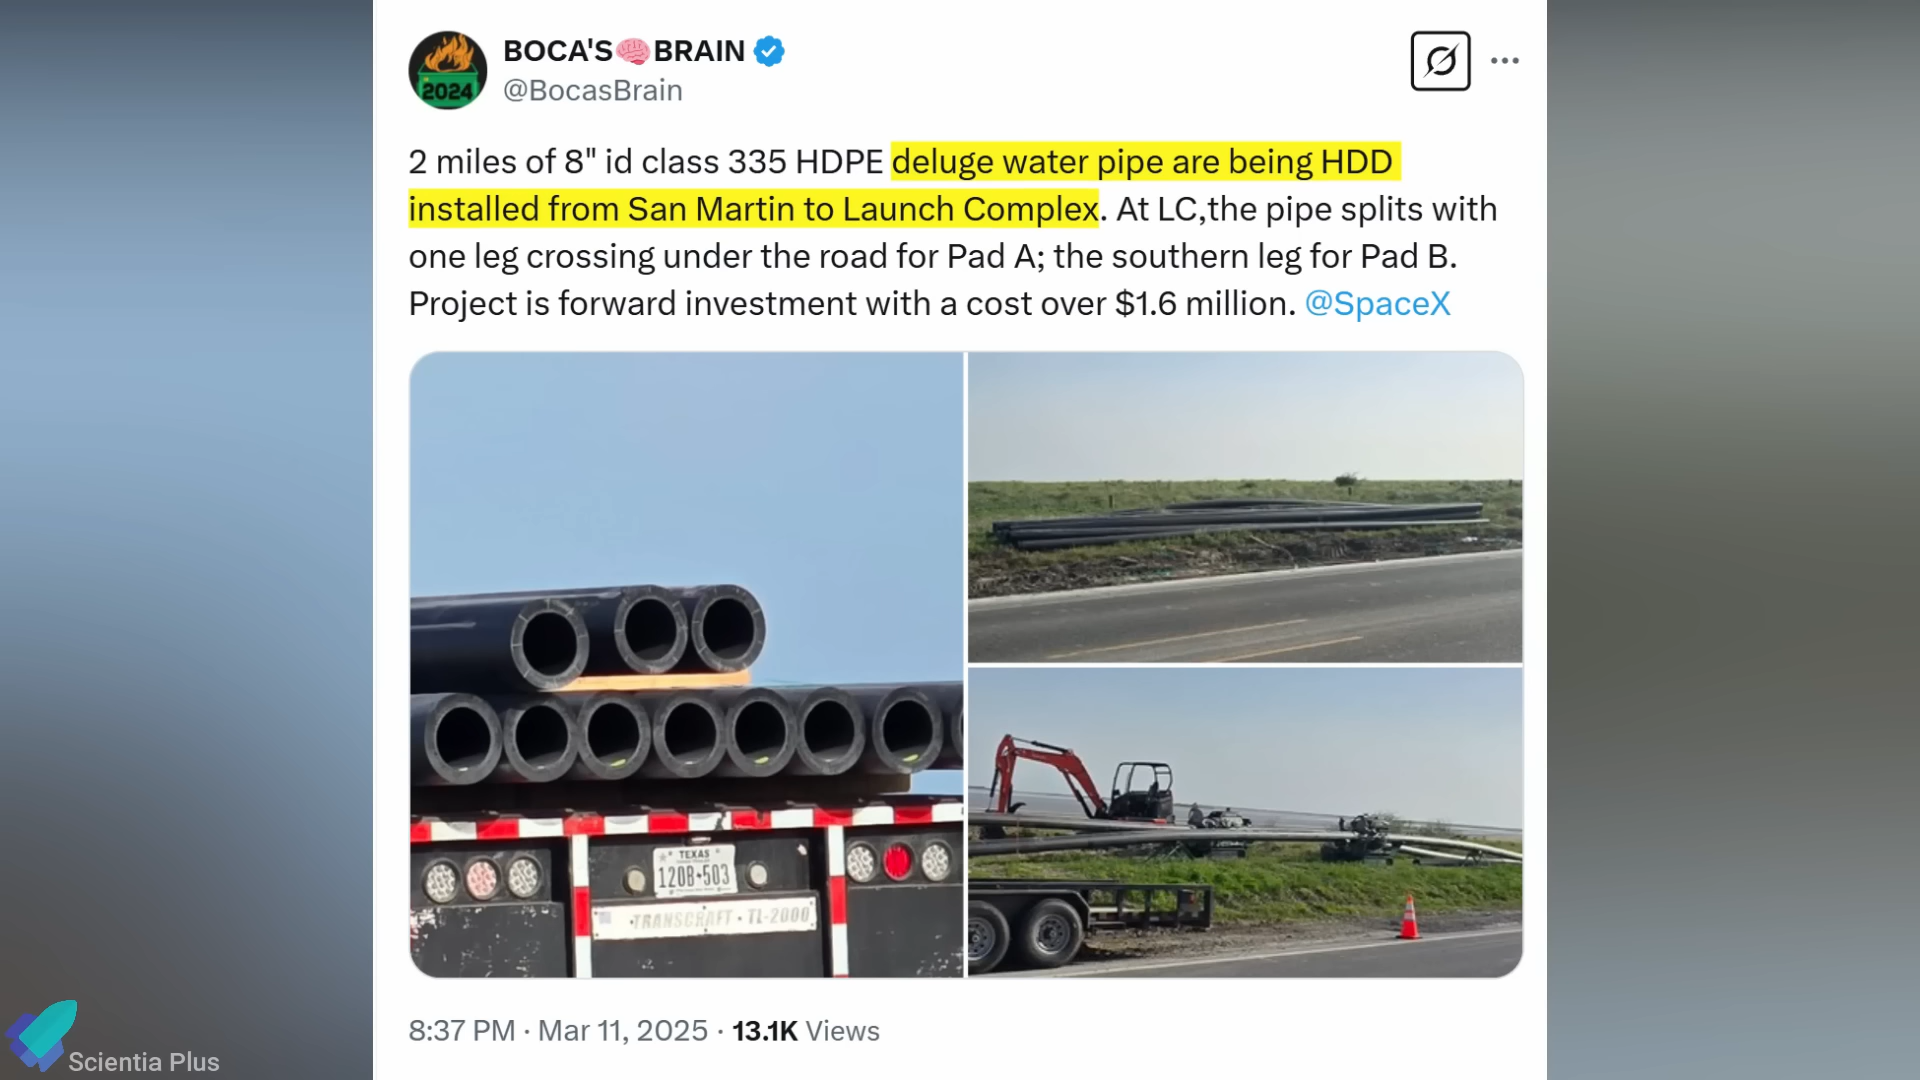 BOCA'S🧠BRAIN
@BocasBrain
2024
2 miles of 8" id class 335 HDPE deluge water pipe are being HDD
installed from San Martin to Launch Complex. At LC,the pipe splits with
one leg crossing under the road for Pad A; the southern leg for Pad B.
Project is forward investment with a cost over $1.6 million. @SpaceX
TEXAS
120B•503
TRANSCRAFT • TL-2000
8:37 PM · Mar 11, 2025 · 13.1K Views
Scientia Plus